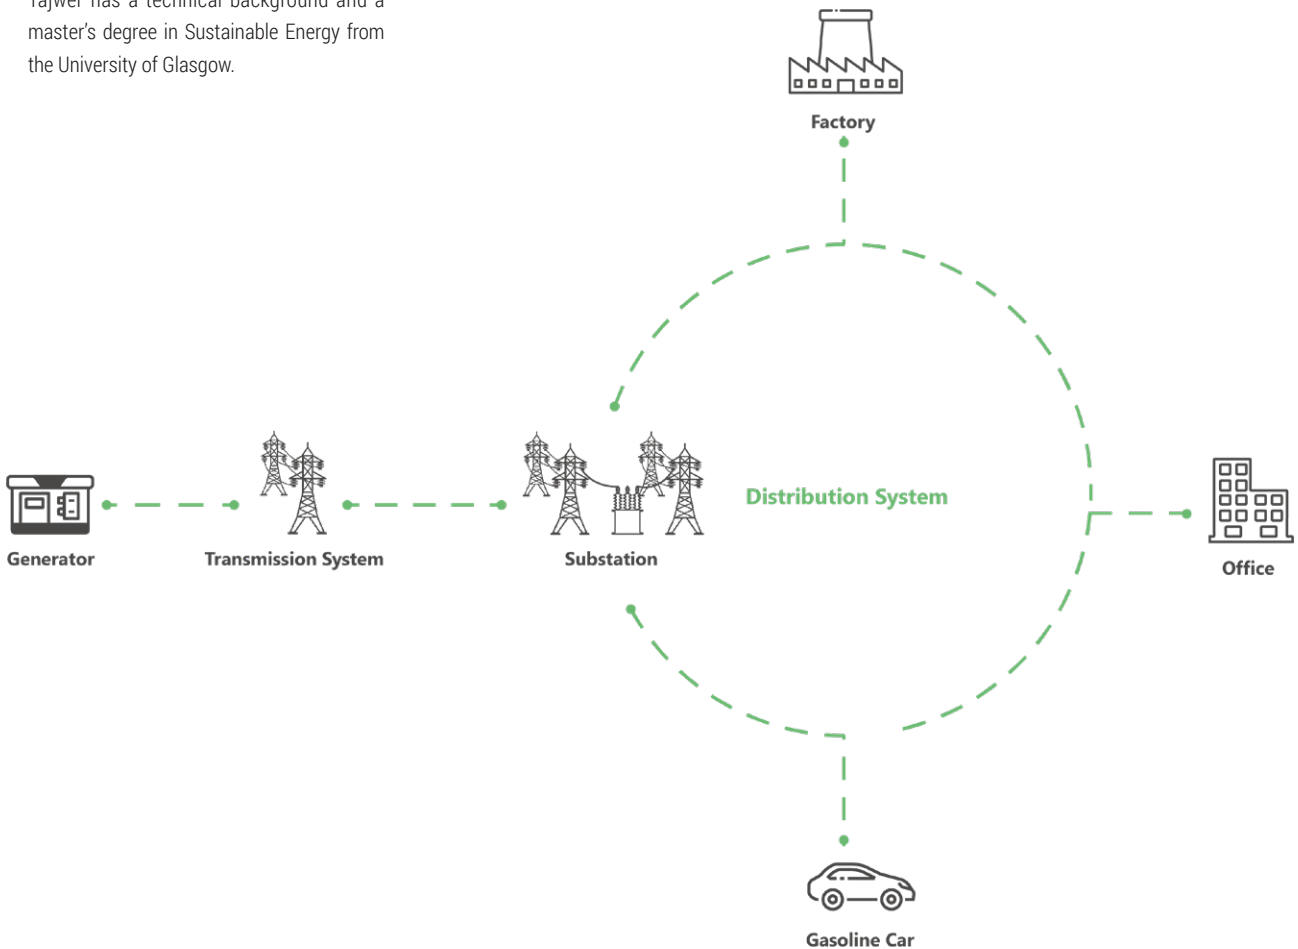 Tajwer has a technical background and a
master's degree in Sustainable Energy from
the University of Glasgow.
Factory
Distribution System
Generator
Transmission System
Substation
Office
Gasoline Car